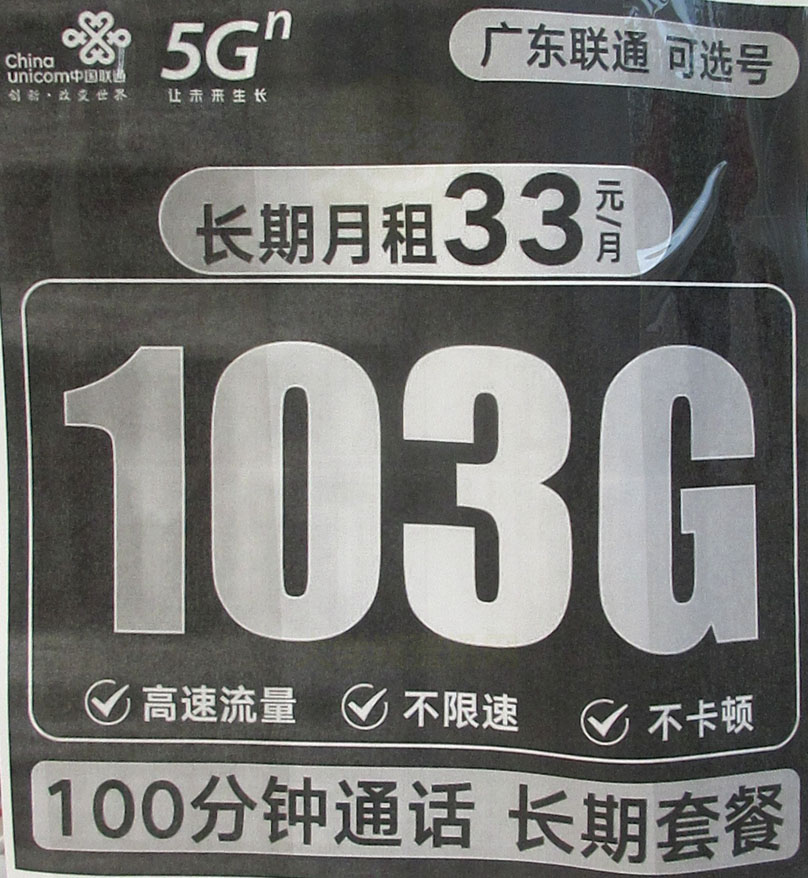 China
unicom中国联通
创新·改变世界
5Gⁿ
让未来生长
广东联通 可选号
长期月租33元/月
103G
高速流量 不限速 不卡顿
100分钟通话 长期套餐